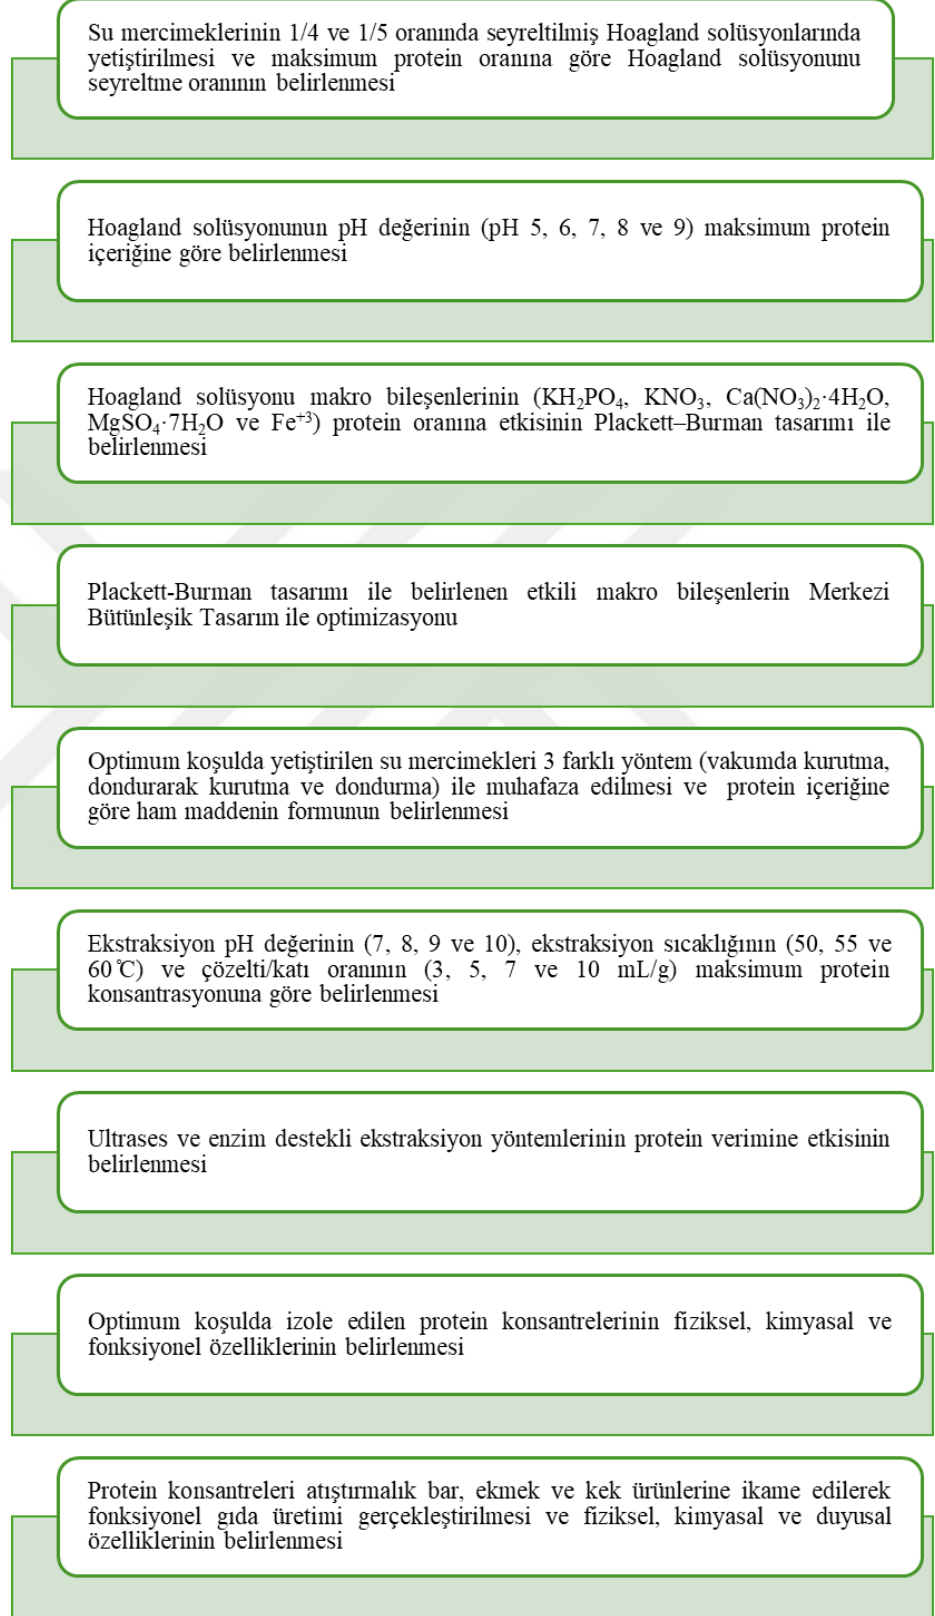 Su mercimeklerinin 1/4 ve 1/5 oranında seyreltilmiş Hoagland solüsyonlarında
yetiştirilmesi ve maksimum protein oranına göre Hoagland solüsyonunu
seyreltme oranının belirlenmesi
Hoagland solüsyonunun pH değerinin (pH 5, 6, 7, 8 ve 9) maksimum protein
içeriğine göre belirlenmesi
Hoagland solüsyonu makro bileşenlerinin (KH₂PO₄, KNO₃, Ca(NO₃)₂·4H₂O,
MgSO₄·7H₂O ve Fe⁺³) protein oranına etkisinin Plackett–Burman tasarımı ile
belirlenmesi
Plackett-Burman tasarımı ile belirlenen etkili makro bileşenlerin Merkezi
Bütünleşik Tasarım ile optimizasyonu
Optimum koşulda yetiştirilen su mercimekleri 3 farklı yöntem (vakumda kurutma,
dondurarak kurutma ve dondurma) ile muhafaza edilmesi ve protein içeriğine
göre ham maddenin formunun belirlenmesi
Ekstraksiyon pH değerinin (7, 8, 9 ve 10), ekstraksiyon sıcaklığının (50, 55 ve
60 ℃) ve çözelti/katı oranının (3, 5, 7 ve 10 mL/g) maksimum protein
konsantrasyonuna göre belirlenmesi
Ultrases ve enzim destekli ekstraksiyon yöntemlerinin protein verimine etkisinin
belirlenmesi
Optimum koşulda izole edilen protein konsantrelerinin fiziksel, kimyasal ve
fonksiyonel özelliklerinin belirlenmesi
Protein konsantreleri atıştırmalık bar, ekmek ve kek ürünlerine ikame edilerek
fonksiyonel gıda üretimi gerçekleştirilmesi ve fiziksel, kimyasal ve duyusal
özelliklerinin belirlenmesi